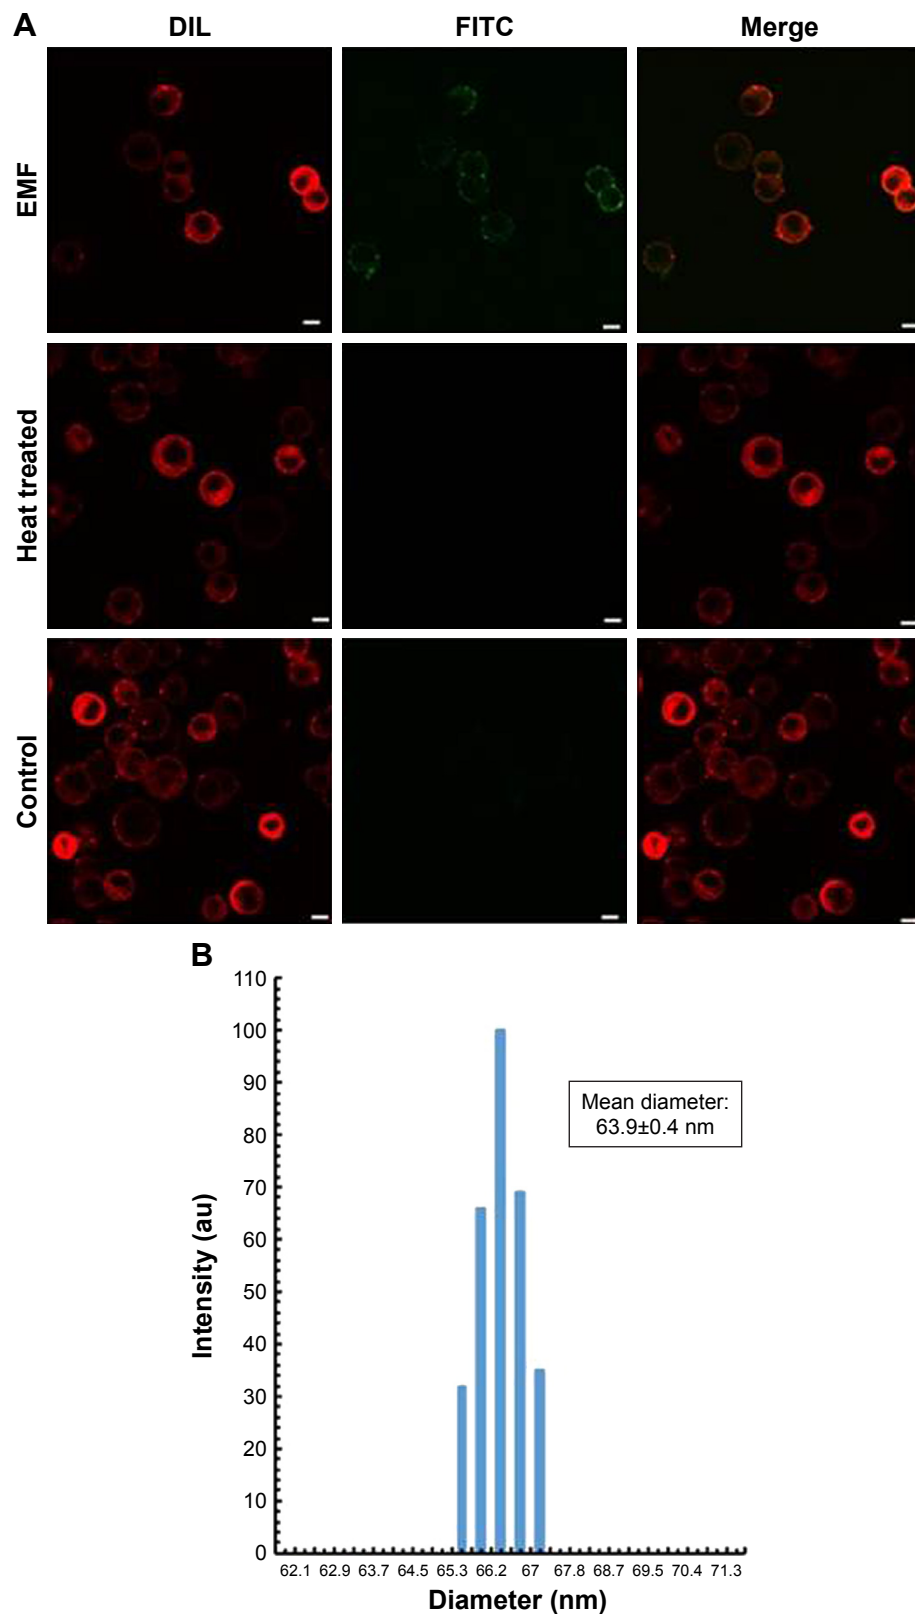 A
DIL FITC Merge
EMF
Heat treated
Control
B
110
100
90
80
70
60
50
40
30
20
10
0
Intensity (au)
Mean diameter:
63.9±0.4 nm
62.1 62.9 63.7 64.5 65.3 66.2 67 67.8 68.7 69.5 70.4 71.3
Diameter (nm)